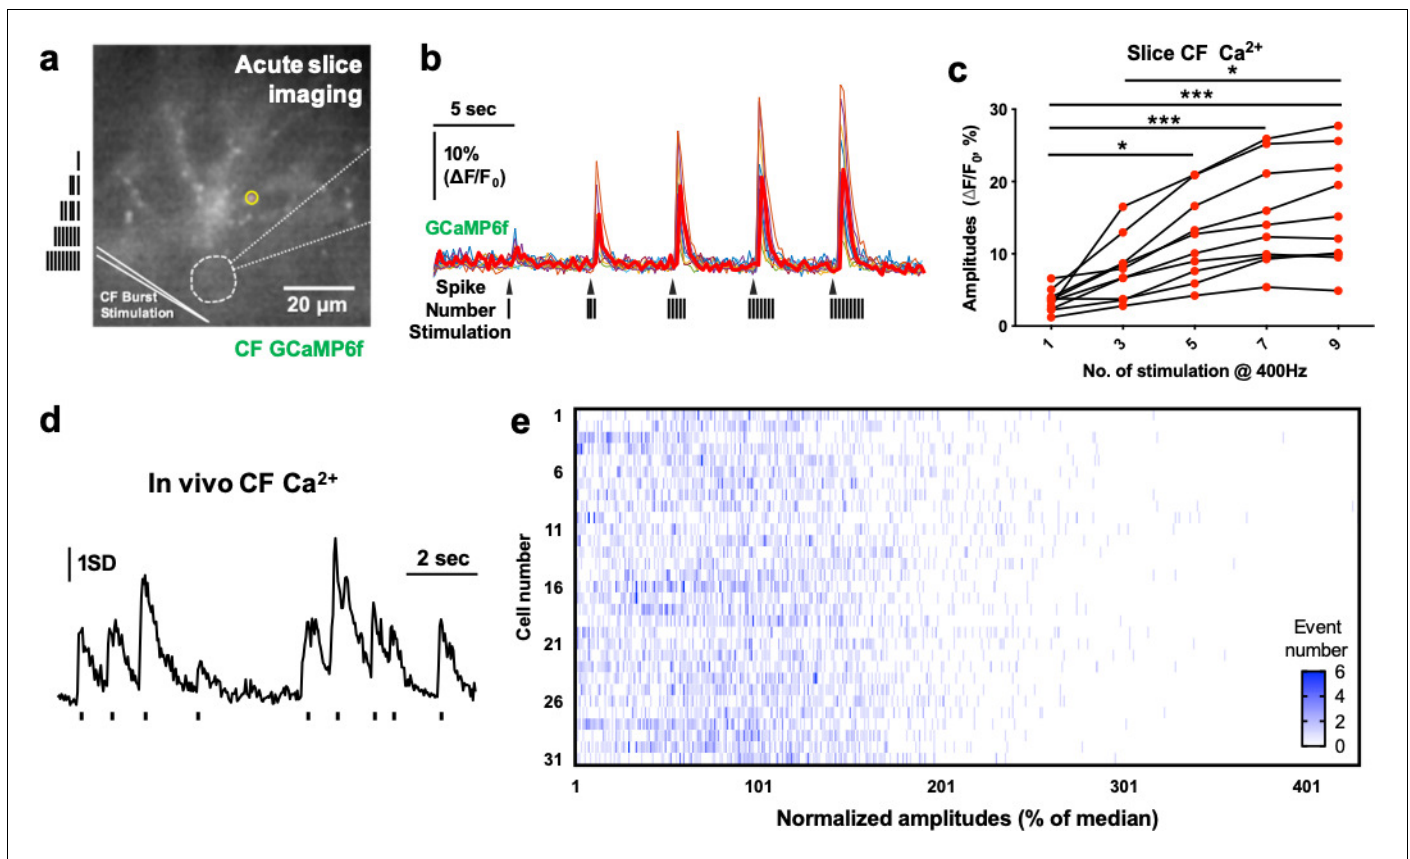 a
Acute slice
imaging
CF Burst
Stimulation
20 µm
CF GCaMP6f
b
5 sec
10%
(ΔF/F0)
GCaMP6f
Spike
Number
Stimulation
c
Slice CF Ca2+
*
***
***
*
30
20
10
0
Amplitudes (ΔF/F0, %)
1 3 5 7 9
No. of stimulation @ 400Hz
d
In vivo CF Ca2+
1SD
2 sec
e
1
6
11
16
21
26
31
Cell number
Event
number
6
4
2
0
1 101 201 301 401
Normalized amplitudes (% of median)